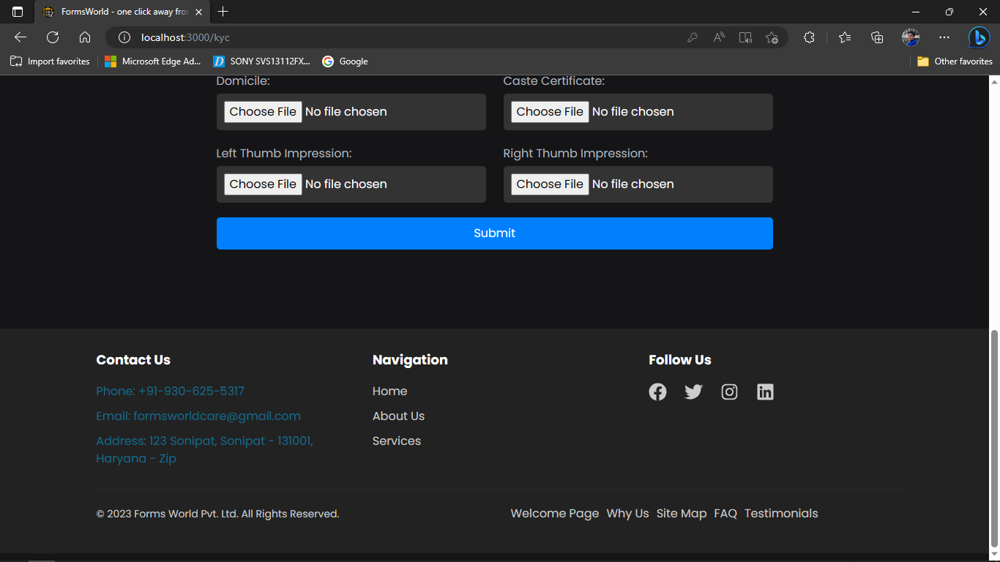 FormsWorld - one click away fro
localhost:3000/kyc
Import favorites
Microsoft Edge Ad...
SONY SVS13112FX...
Google
Other favorites
Domicile:
Caste Certificate:
Choose File No file chosen
Choose File No file chosen
Left Thumb Impression:
Right Thumb Impression:
Choose File No file chosen
Choose File No file chosen
Submit
Contact Us
Phone: +91-930-625-5317
Email: formsworldcare@gmail.com
Address: 123 Sonipat, Sonipat - 131001,
Haryana - Zip
Navigation
Home
About Us
Services
Follow Us
© 2023 Forms World Pvt. Ltd. All Rights Reserved.
Welcome Page Why Us Site Map FAQ Testimonials